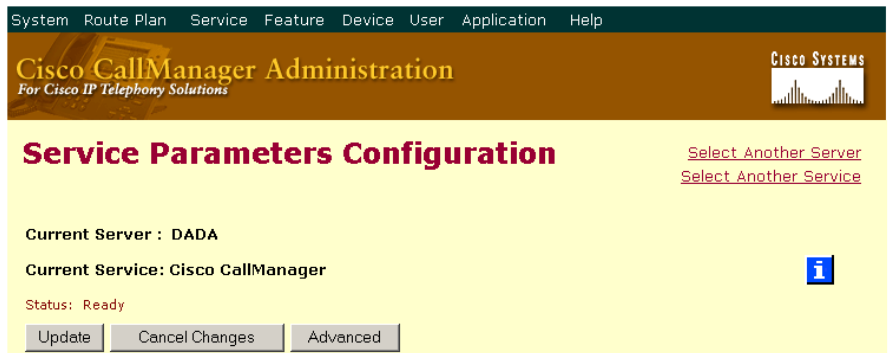 System Route Plan Service Feature Device User Application Help
Cisco CallManager Administration
For Cisco IP Telephony Solutions
CISCO SYSTEMS
Service Parameters Configuration
Select Another Server
Select Another Service
Current Server : DADA
Current Service: Cisco CallManager
i
Status: Ready
Update Cancel Changes Advanced